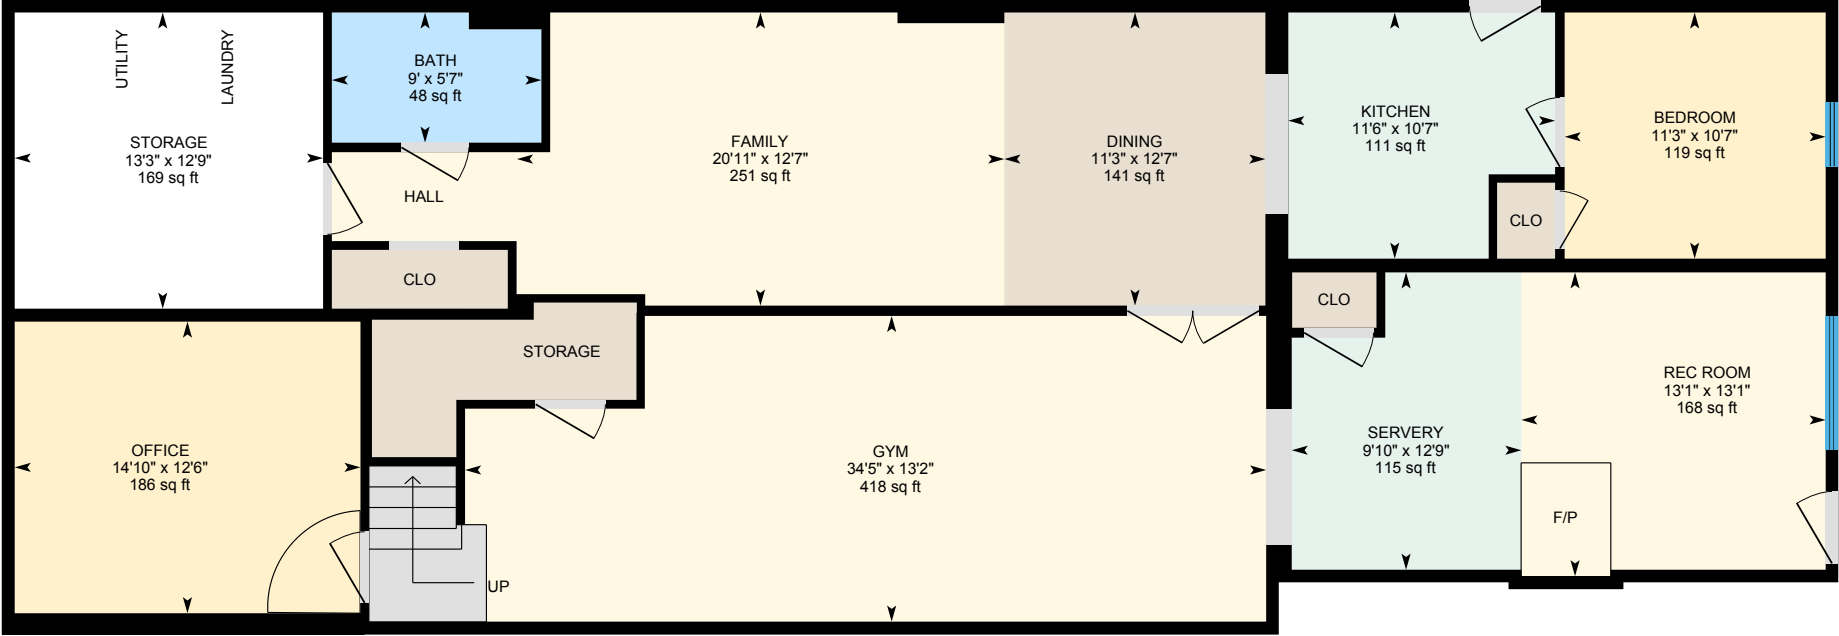 UTILITY
LAUNDRY
STORAGE
13'3" x 12'9"
169 sq ft
BATH
9' x 5'7"
48 sq ft
HALL
CLO
FAMILY
20'11" x 12'7"
251 sq ft
DINING
11'3" x 12'7"
141 sq ft
KITCHEN
11'6" x 10'7"
111 sq ft
BEDROOM
11'3" x 10'7"
119 sq ft
CLO
CLO
STORAGE
OFFICE
14'10" x 12'6"
186 sq ft
UP
GYM
34'5" x 13'2"
418 sq ft
SERVERY
9'10" x 12'9"
115 sq ft
REC ROOM
13'1" x 13'1"
168 sq ft
F/P